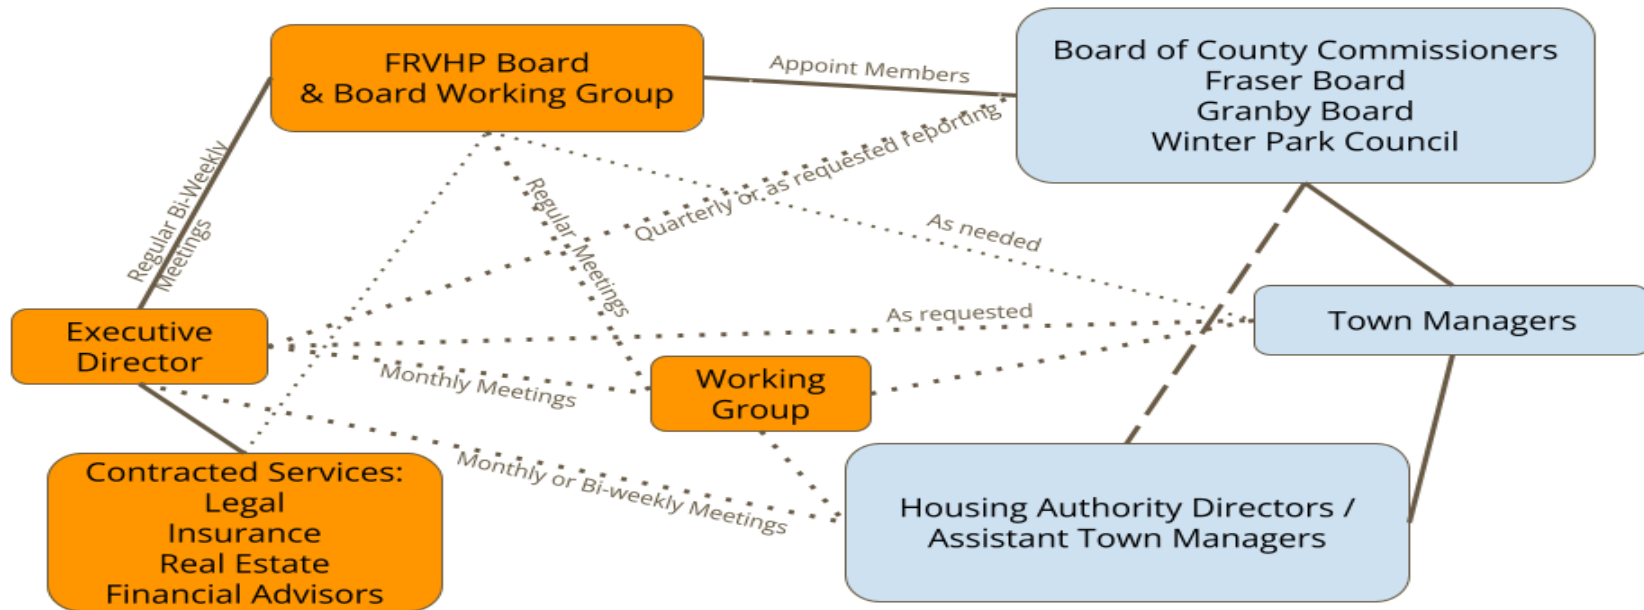 FRVHP Board
& Board Working Group
Appoint Members
Board of County Commissioners
Fraser Board
Granby Board
Winter Park Council
Regular Bi-Weekly
Meetings
Regular Meetings
Quarterly or as requested reporting
As needed
As requested
Executive
Director
Town Managers
Monthly Meetings
Working
Group
Monthly or Bi-weekly Meetings
Contracted Services:
Legal
Insurance
Real Estate
Financial Advisors
Housing Authority Directors /
Assistant Town Managers